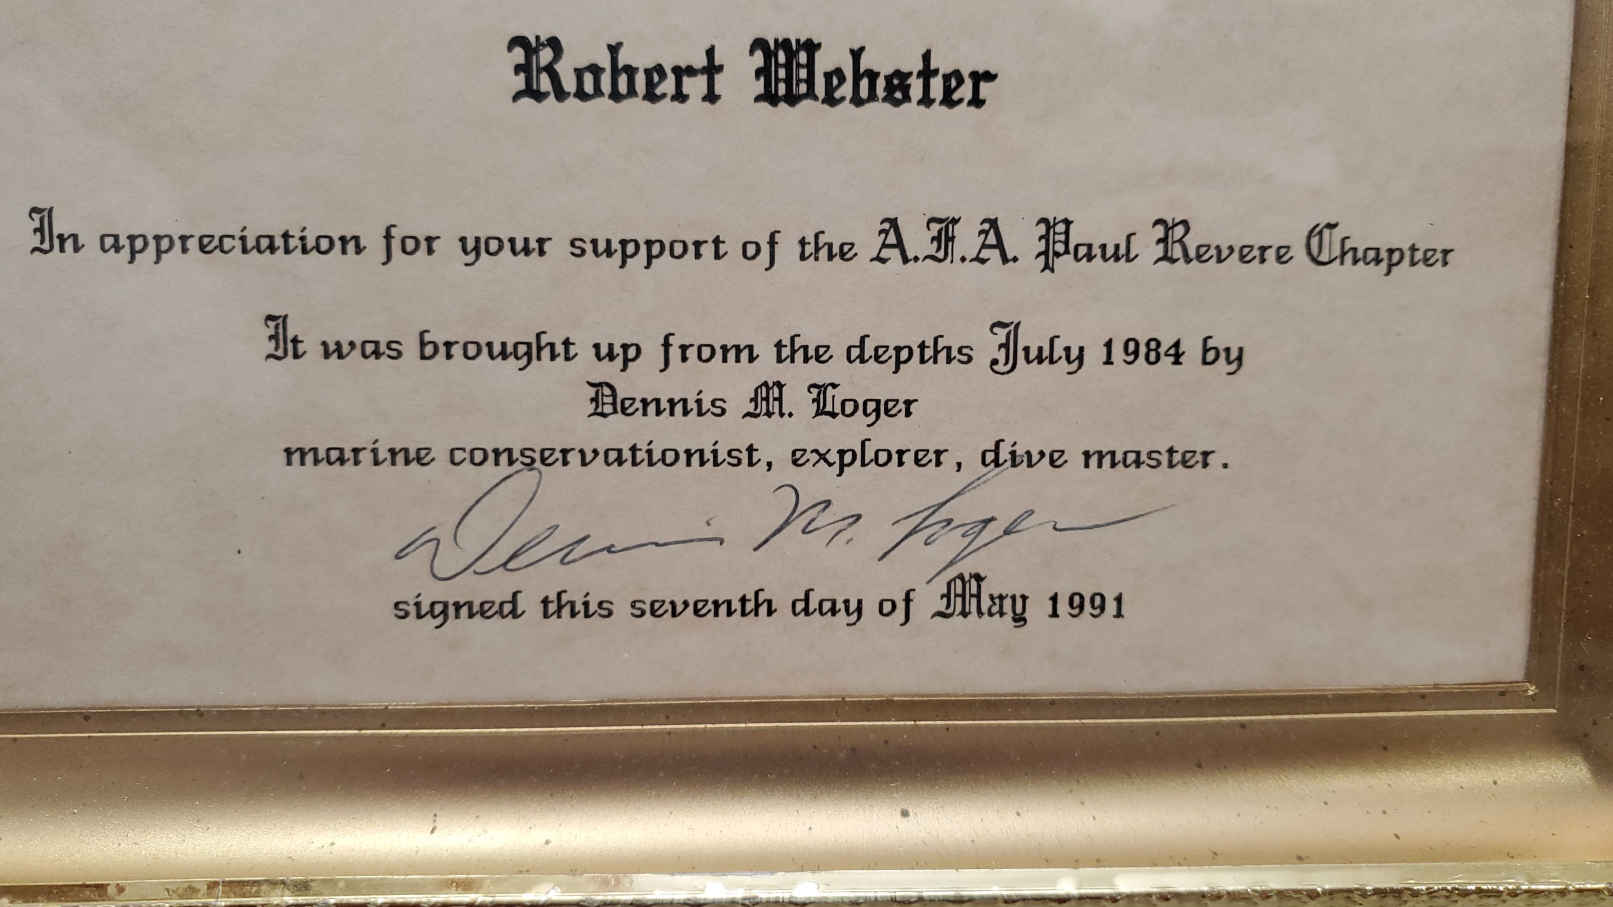 Robert Webster
In appreciation for your support of the A.F.A. Paul Revere Chapter
It was brought up from the depths July 1984 by
Dennis M. Loger
marine conservationist, explorer, dive master.
Dennis M. Loger
signed this seventh day of May 1991